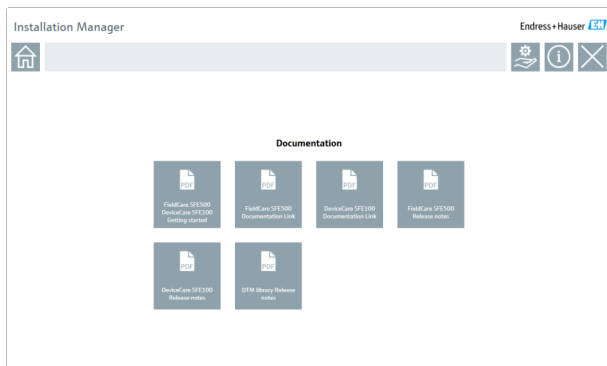 Installation Manager
Endress+Hauser EH
i
Documentation
PDF
FieldCare SFE500
DeviceCare SFE100
Getting started
PDF
FieldCare SFE500
Documentation Link
PDF
DeviceCare SFE100
Documentation Link
PDF
FieldCare SFE500
Release notes
PDF
DeviceCare SFE100
Release notes
PDF
DTM library Release
notes